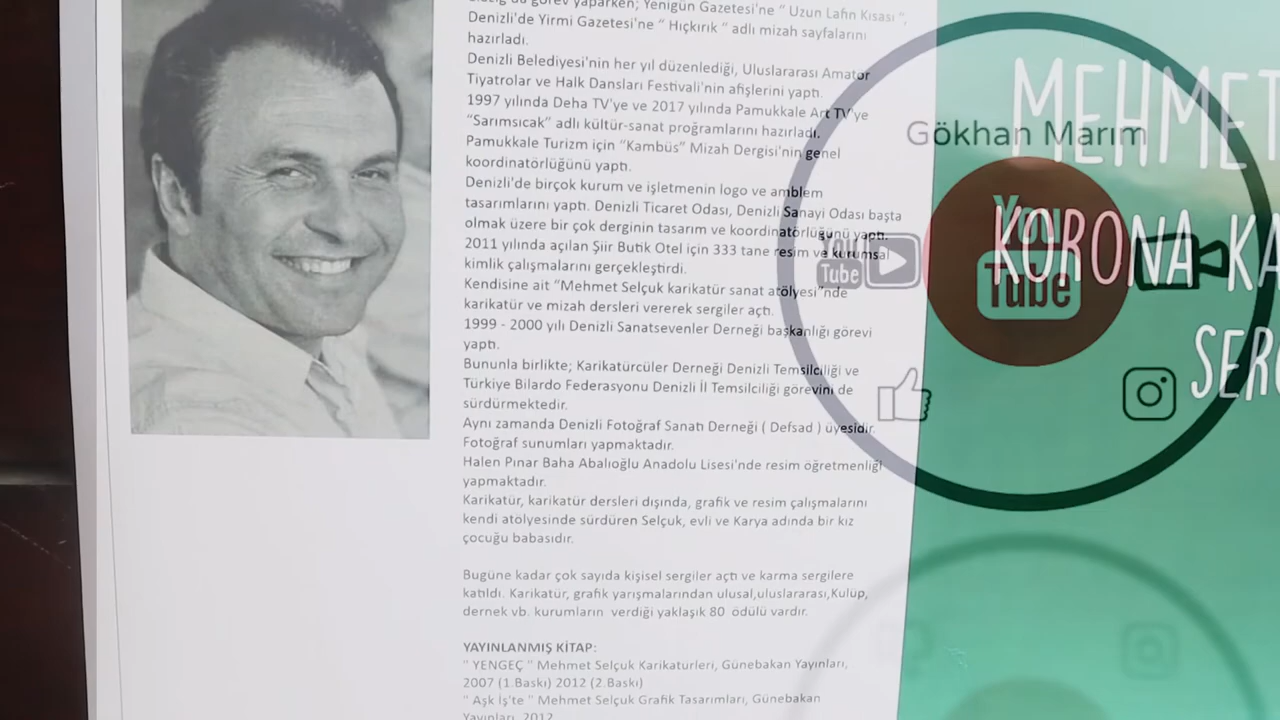 görev yaparken; Yenigün Gazetesi'ne " Uzun Lafın Kısası ",
Denizli'de Yirmi Gazetesi'ne " Hıçkırık " adlı mizah sayfalarını
hazırladı.
Denizli Belediyesi'nin her yıl düzenlediği, Uluslararası Amatör
Tiyatrolar ve Halk Dansları Festivali'nin afişlerini yaptı.
1997 yılında Deha TV'ye ve 2017 yılında Pamukkale Art TV'ye
"Sarımsıcak" adlı kültür-sanat proğramlarını hazırladı.
Pamukkale Turizm için "Kambüs" Mizah Dergisi'nin genel
koordinatörlüğünü yaptı.
Denizli'de birçok kurum ve işletmenin logo ve amblem
tasarımlarını yaptı. Denizli Ticaret Odası, Denizli Sanayi Odası başta
olmak üzere bir çok derginin tasarım ve koordinatörlüğünü yaptı.
2011 yılında açılan Şiir Butik Otel için 333 tane resim ve kurumsal
kimlik çalışmalarını gerçekleştirdi.
Kendisine ait "Mehmet Selçuk karikatür sanat atölyesi"nde
karikatür ve mizah dersleri vererek sergiler açtı.
1999 - 2000 yılı Denizli Sanatsevenler Derneği başkanlığı görevi
yaptı.
Bununla birlikte; Karikatürcüler Derneği Denizli Temsilciliği ve
Türkiye Bilardo Federasyonu Denizli İl Temsilciliği görevini de
sürdürmektedir.
Aynı zamanda Denizli Fotoğraf Sanatı Derneği ( Defsad ) üyesidir.
Fotoğraf sunumları yapmaktadır.
Halen Pınar Baha Abalıoğlu Anadolu Lisesi'nde resim öğretmenliği
yapmaktadır.
Karikatür, karikatür dersleri dışında, grafik ve resim çalışmalarını
kendi atölyesinde sürdüren Selçuk, evli ve Karya adında bir kız
çocuğu babasıdır.
Bugüne kadar çok sayıda kişisel sergiler açtı ve karma sergilere
katıldı. Karikatür, grafik yarışmalarından ulusal,uluslararası,Kulüp,
dernek vb. kurumların verdiği yaklaşık 80 ödülü vardır.
YAYINLANMIŞ KİTAP:
" YENGEÇ " Mehmet Selçuk Karikatürleri, Günebakan Yayınları,
2007 (1.Baskı) 2012 (2.Baskı)
" Aşk İş'te " Mehmet Selçuk Grafik Tasarımları, Günebakan
Yayınları, 2012
MEHMET
Gökhan Marım
KORONA KA
SER
You
Tube
You
Tube